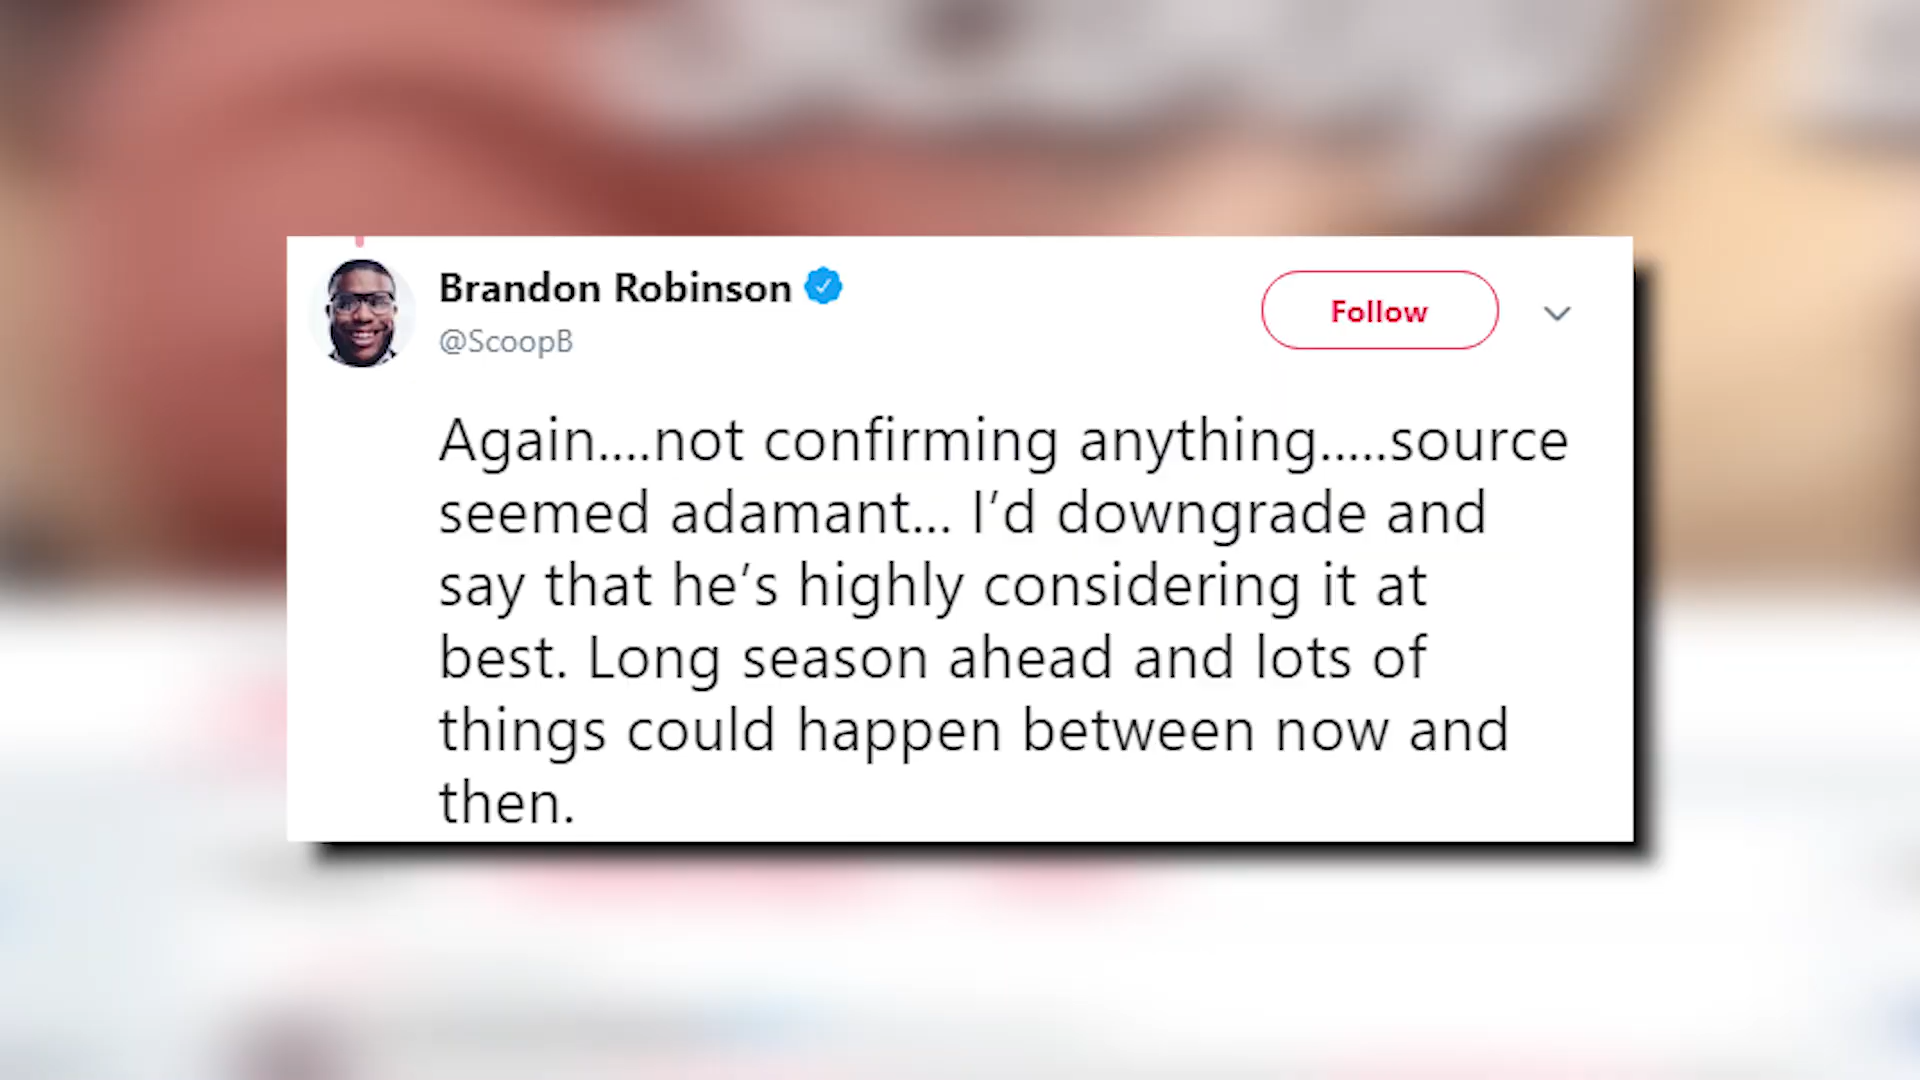 Brandon Robinson
@ScoopB
Follow
Again....not confirming anything.....source
seemed adamant... I’d downgrade and
say that he’s highly considering it at
best. Long season ahead and lots of
things could happen between now and
then.